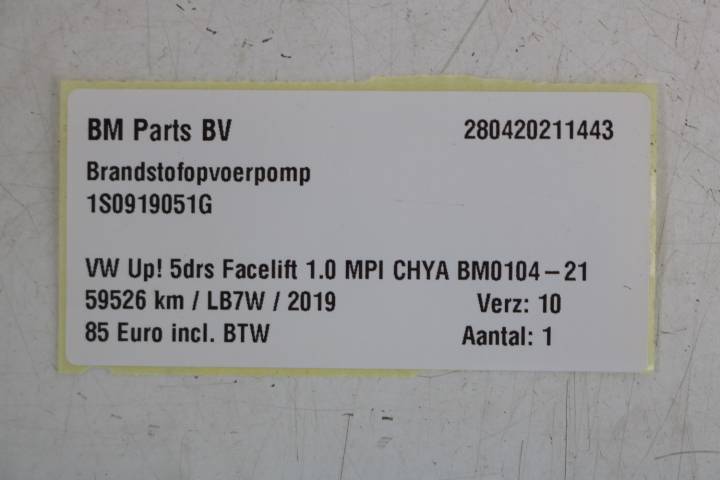 BM Parts BV 280420211443
Brandstofopvoerpomp
1S0919051G
VW Up! 5drs Facelift 1.0 MPI CHYA BM0104-21
59526 km / LB7W / 2019 Verz: 10
85 Euro incl. BTW Aantal: 1